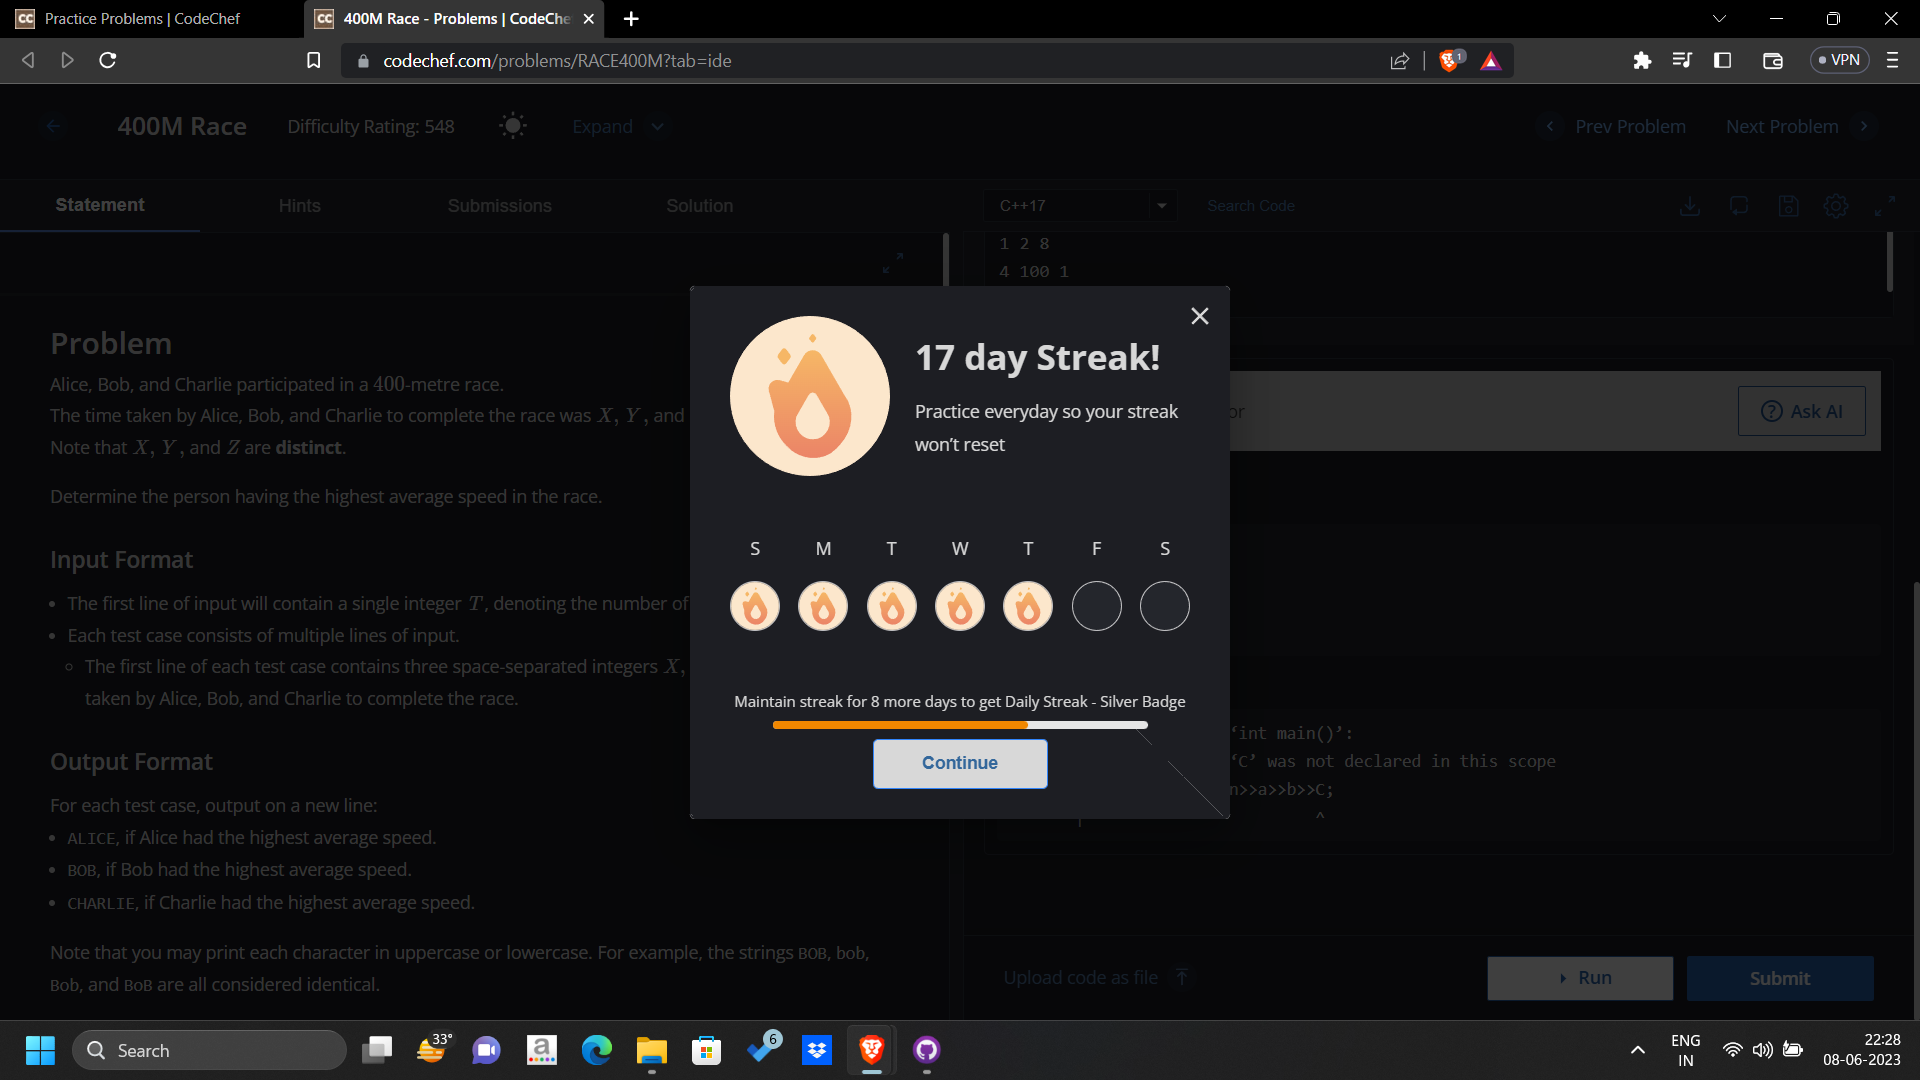 Practice Problems | CodeChef
400M Race - Problems | CodeChe
codechef.com/problems/RACE400M?tab=ide
1
VPN
400M Race
Difficulty Rating: 548
Expand
Prev Problem
Next Problem
Statement
Hints
Submissions
Solution
C++17
Search Code
1 2 8
4 100 1
Problem
Alice, Bob, and Charlie participated in a 400-metre race.
The time taken by Alice, Bob, and Charlie to complete the race was X, Y, and
Note that X, Y, and Z are distinct.
Determine the person having the highest average speed in the race.
Input Format
• The first line of input will contain a single integer T, denoting the number of
• Each test case consists of multiple lines of input.
◦ The first line of each test case contains three space-separated integers X,
taken by Alice, Bob, and Charlie to complete the race.
Output Format
For each test case, output on a new line:
• ALICE, if Alice had the highest average speed.
• BOB, if Bob had the highest average speed.
• CHARLIE, if Charlie had the highest average speed.
Note that you may print each character in uppercase or lowercase. For example, the strings BOB, bob,
Bob, and BoB are all considered identical.
17 day Streak!
Practice everyday so your streak
won't reset
S M T W T F S
Maintain streak for 8 more days to get Daily Streak - Silver Badge
Continue
or
Ask AI
‘int main()’:
‘C’ was not declared in this scope
n>>a>>b>>C;
^
Upload code as file
Run
Submit
Search
33°
6
ENG
IN
22:28
08-06-2023